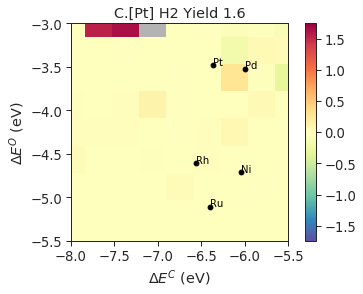 C.[Pt] H2 Yield 1.6
−3.0
−3.5
−4.0
−4.5
−5.0
−5.5
ΔE^O (eV)
Pt
Pd
Rh
Ni
Ru
−8.0 −7.5 −7.0 −6.5 −6.0 −5.5
ΔE^C (eV)
1.5
1.0
0.5
0.0
−0.5
−1.0
−1.5